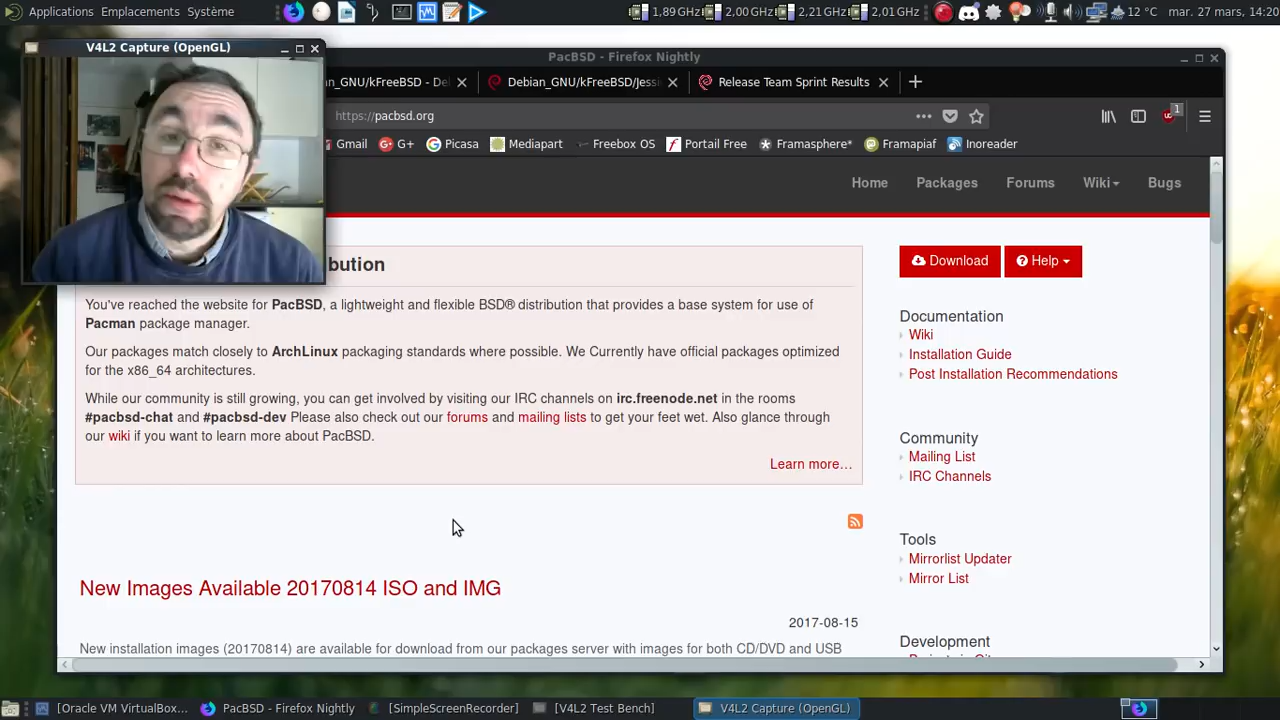 Applications Emplacements Système
1,89 GHz 2,00 GHz 2,21 GHz 2,01 GHz
12 °C mar. 27 mars, 14:20
V4L2 Capture (OpenGL)
PacBSD - Firefox Nightly
n_GNU/kFreeBSD - De
Debian_GNU/kFreeBSD/Jessi
Release Team Sprint Results
https://pacbsd.org
1
Gmail G+ Picasa Mediapart Freebox OS Portail Free Framasphere* Framapiaf Inoreader
Home Packages Forums Wiki Bugs
bution
You've reached the website for PacBSD, a lightweight and flexible BSD® distribution that provides a base system for use of
Pacman package manager.
Our packages match closely to ArchLinux packaging standards where possible. We Currently have official packages optimized
for the x86_64 architectures.
While our community is still growing, you can get involved by visiting our IRC channels on irc.freenode.net in the rooms
#pacbsd-chat and #pacbsd-dev Please also check out our forums and mailing lists to get your feet wet. Also glance through
our wiki if you want to learn more about PacBSD.
Learn more…
New Images Available 20170814 ISO and IMG
2017-08-15
New installation images (20170814) are available for download from our packages server with images for both CD/DVD and USB
Download Help
Documentation
Wiki
Installation Guide
Post Installation Recommendations
Community
Mailing List
IRC Channels
Tools
Mirrorlist Updater
Mirror List
Development
[Oracle VM VirtualBox...
PacBSD - Firefox Nightly
[SimpleScreenRecorder]
[V4L2 Test Bench]
V4L2 Capture (OpenGL)